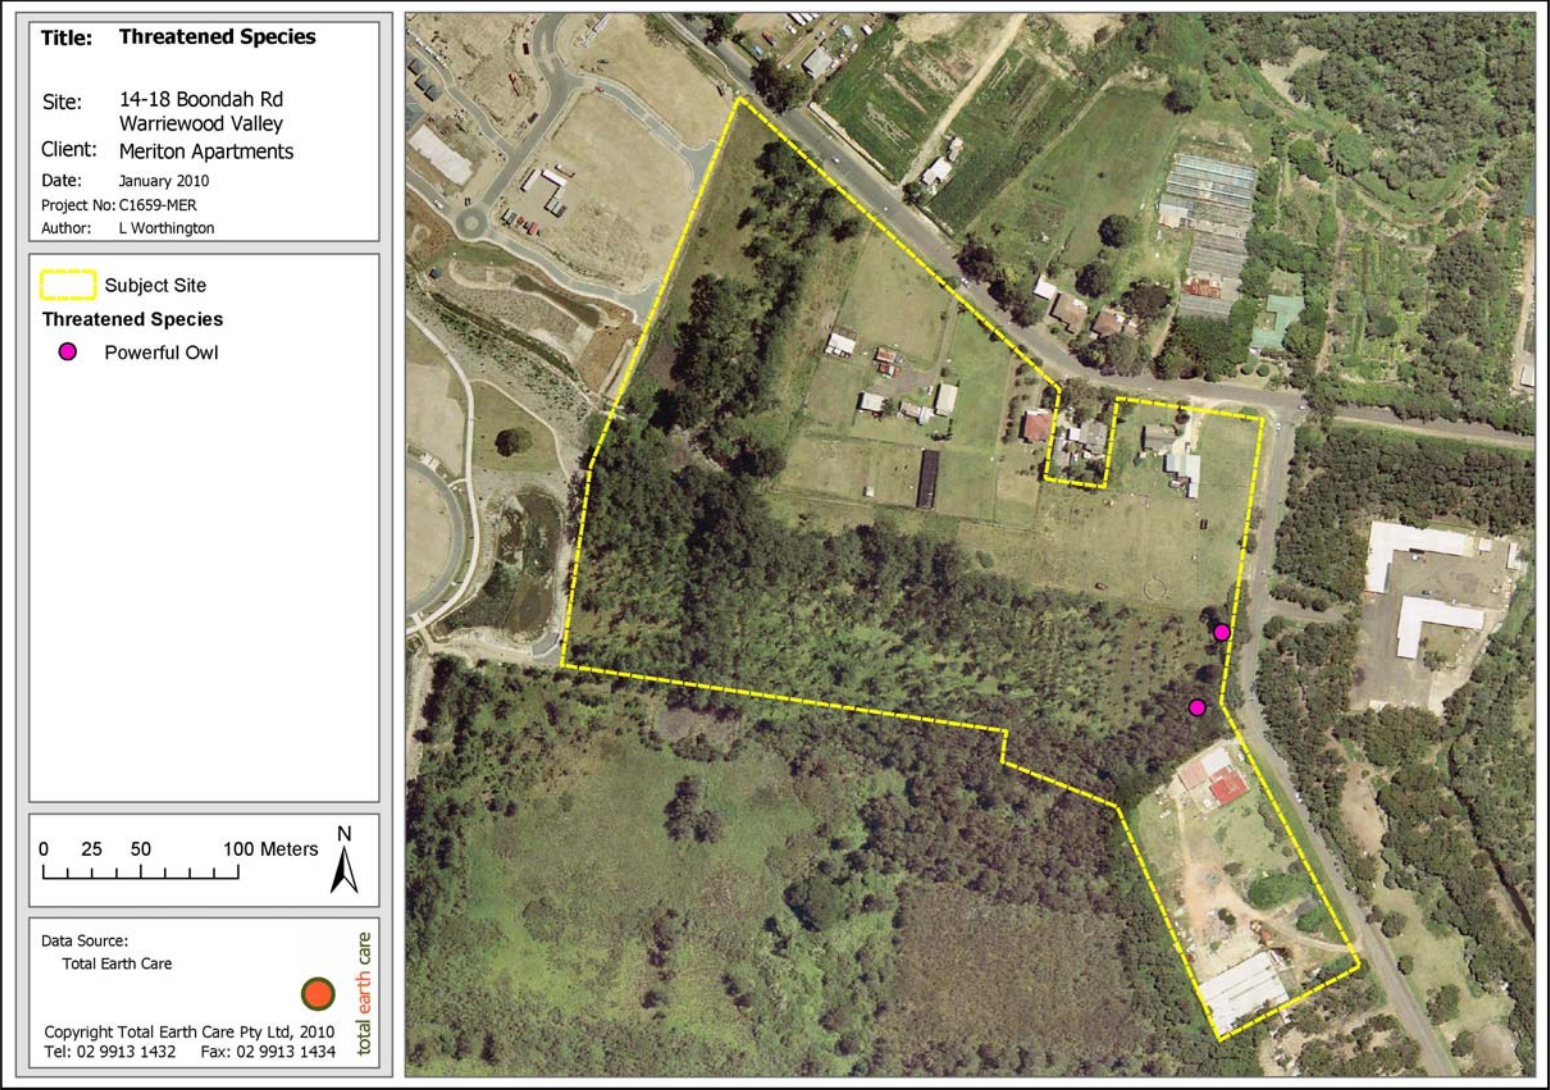 Title: Threatened Species
Site: 14-18 Boondah Rd
Warriewood Valley
Client: Meriton Apartments
Date: January 2010
Project No: C1659-MER
Author: L Worthington
Subject Site
Threatened Species
Powerful Owl
0 25 50 100 Meters
N
Data Source:
Total Earth Care
total earth care
Copyright Total Earth Care Pty Ltd, 2010
Tel: 02 9913 1432 Fax: 02 9913 1434